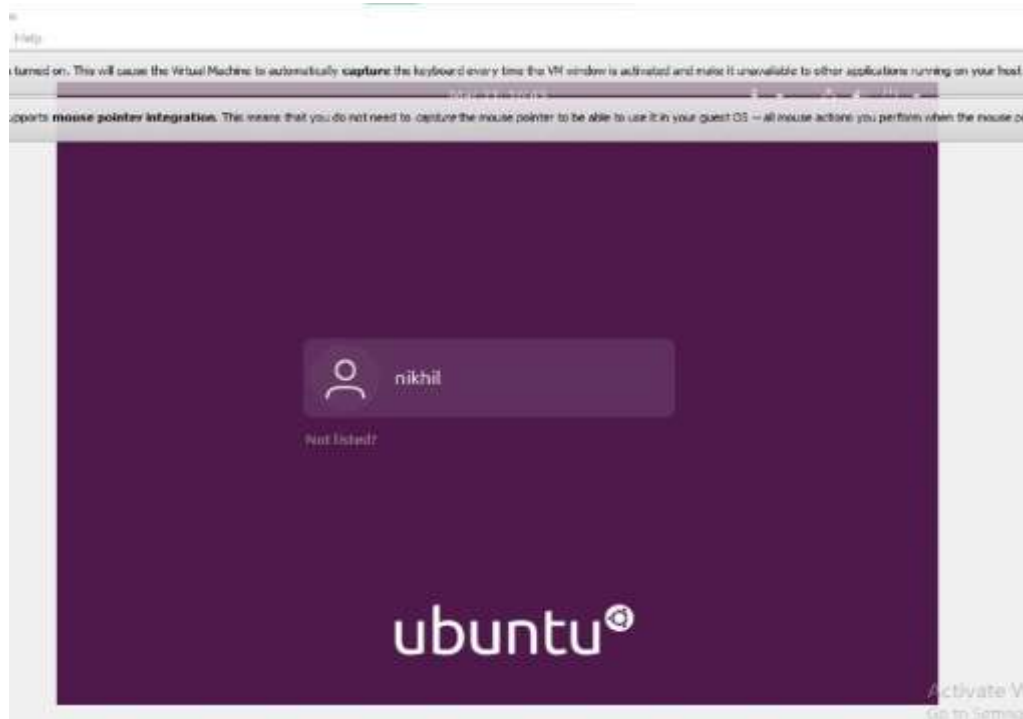 Help
turned on. This will cause the Virtual Machine to automatically capture the keyboard every time the VM window is activated and make it unavailable to other applications running on your host
upports mouse pointer integration. This means that you do not need to capture the mouse pointer to be able to use it in your guest OS — all mouse actions you perform when the mouse
nikhil
Not listed?
ubuntu
Activate
Go to